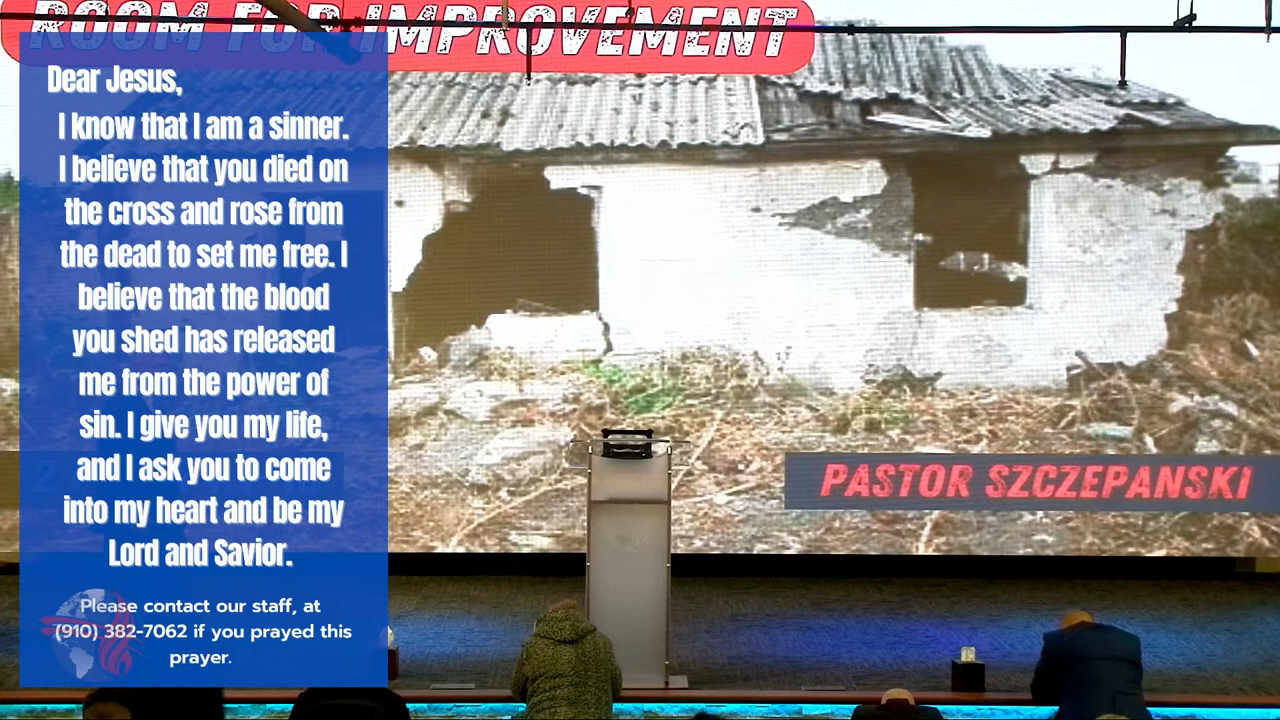 ROOM FOR IMPROVEMENT
Dear Jesus,
I know that I am a sinner.
I believe that you died on
the cross and rose from
the dead to set me free. I
believe that the blood
you shed has released
me from the power of
sin. I give you my life,
and I ask you to come
into my heart and be my
Lord and Savior.
Please contact our staff, at
(910) 382-7062 if you prayed this
prayer.
PASTOR SZCZEPANSKI